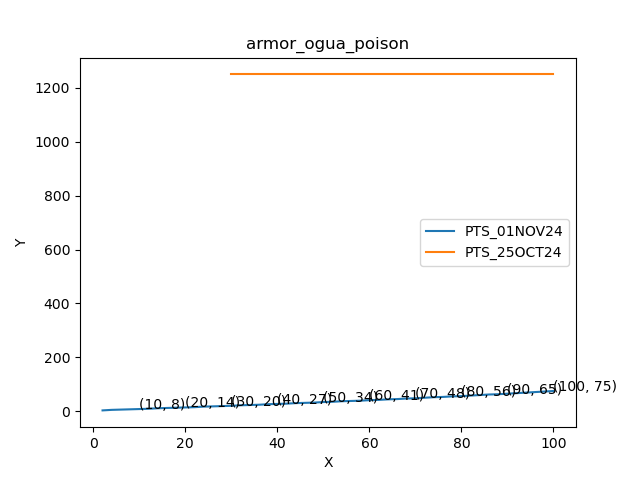 armor_ogua_poison
1200
1000
800
600
400
200
0
Y
PTS_01NOV24
PTS_25OCT24
(10, 8)
(20, 14)
(30, 20)
(40, 27)
(50, 34)
(60, 41)
(70, 48)
(80, 56)
(90, 65)
(100, 75)
0 20 40 60 80 100
X